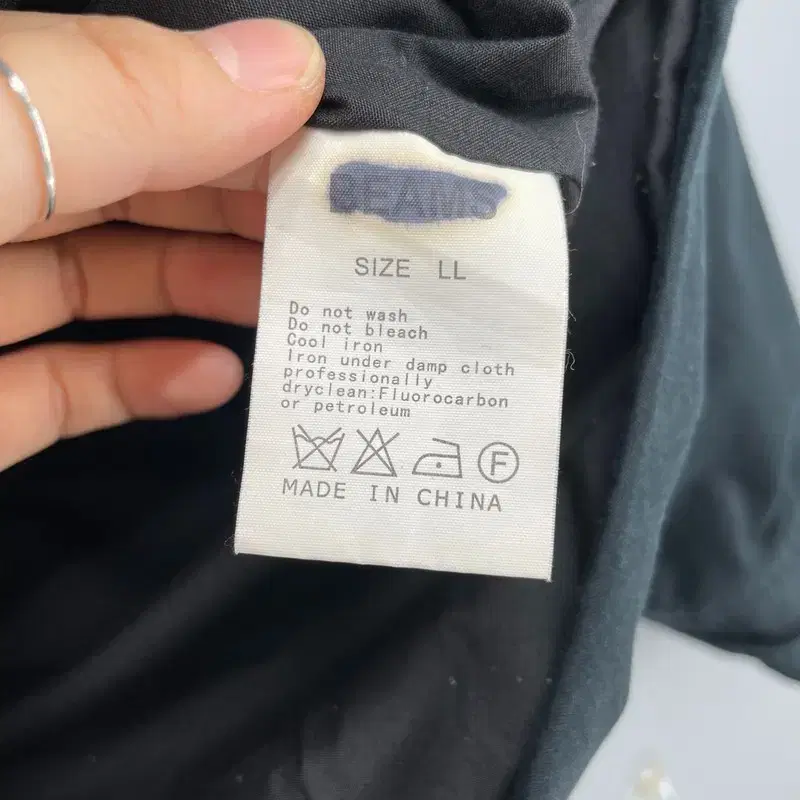 BEAMS
SIZE LL
Do not wash
Do not bleach
Cool iron
Iron under damp cloth
professionally
dryclean:Fluorocarbon
or petroleum
F
MADE IN CHINA